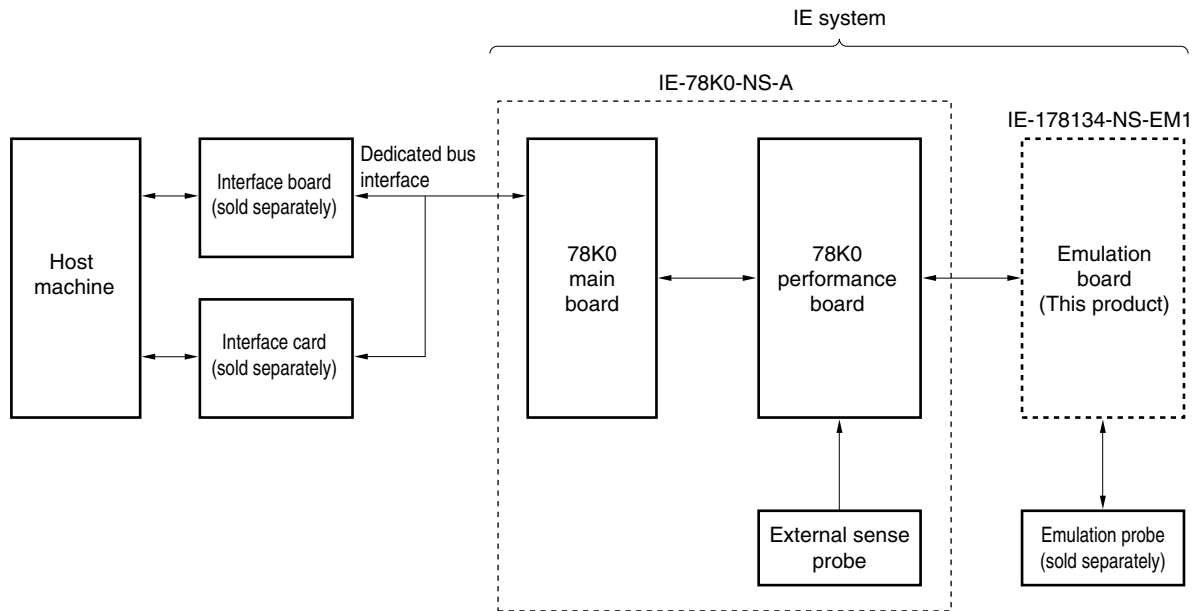 IE system
IE-78K0-NS-A
IE-178134-NS-EM1
Host
machine
Interface board
(sold separately)
Dedicated bus
interface
Interface card
(sold separately)
78K0
main
board
78K0
performance
board
Emulation
board
(This product)
External sense
probe
Emulation probe
(sold separately)